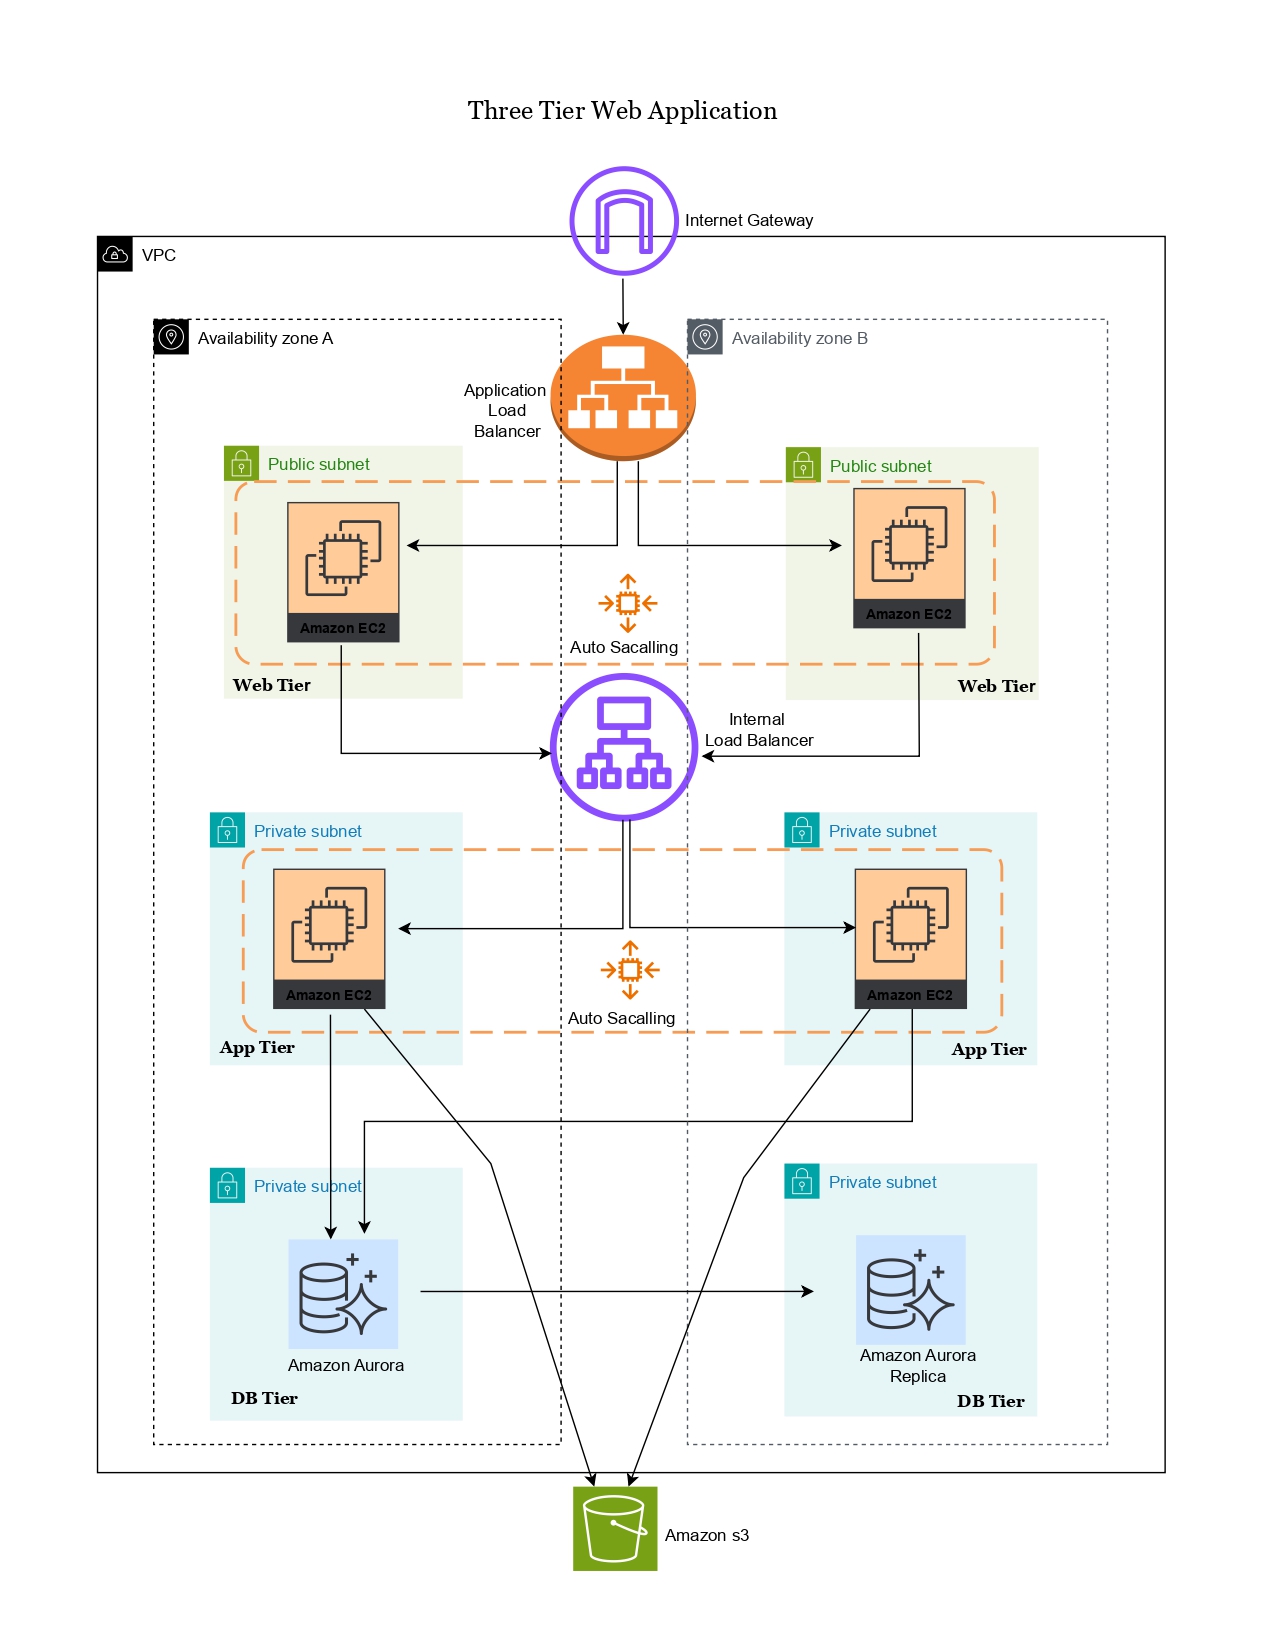 Three Tier Web Application
Internet Gateway
VPC
Availability zone A
Availability zone B
Application
Load
Balancer
Public subnet
Public subnet
Amazon EC2
Amazon EC2
Auto Sacalling
Web Tier
Web Tier
Internal
Load Balancer
Private subnet
Private subnet
Amazon EC2
Amazon EC2
Auto Sacalling
App Tier
App Tier
Private subnet
Private subnet
Amazon Aurora
Amazon Aurora
Replica
DB Tier
DB Tier
Amazon s3